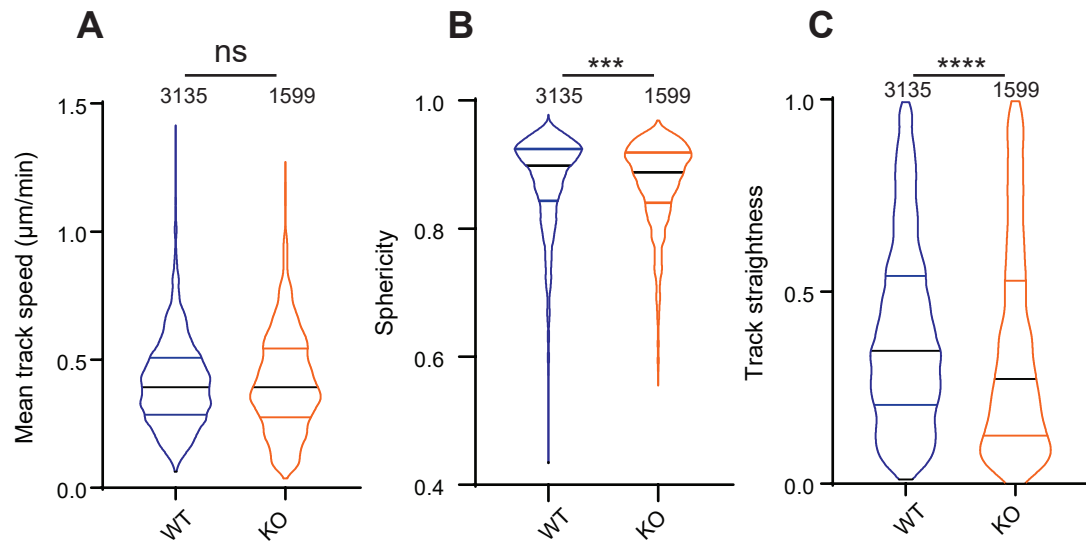 A
ns
3135 1599
Mean track speed (μm/min)
1.5
1.0
0.5
0.0
WT KO
B
***
3135 1599
Sphericity
1.0
0.8
0.6
0.4
WT KO
C
****
3135 1599
Track straightness
1.0
0.5
0.0
WT KO